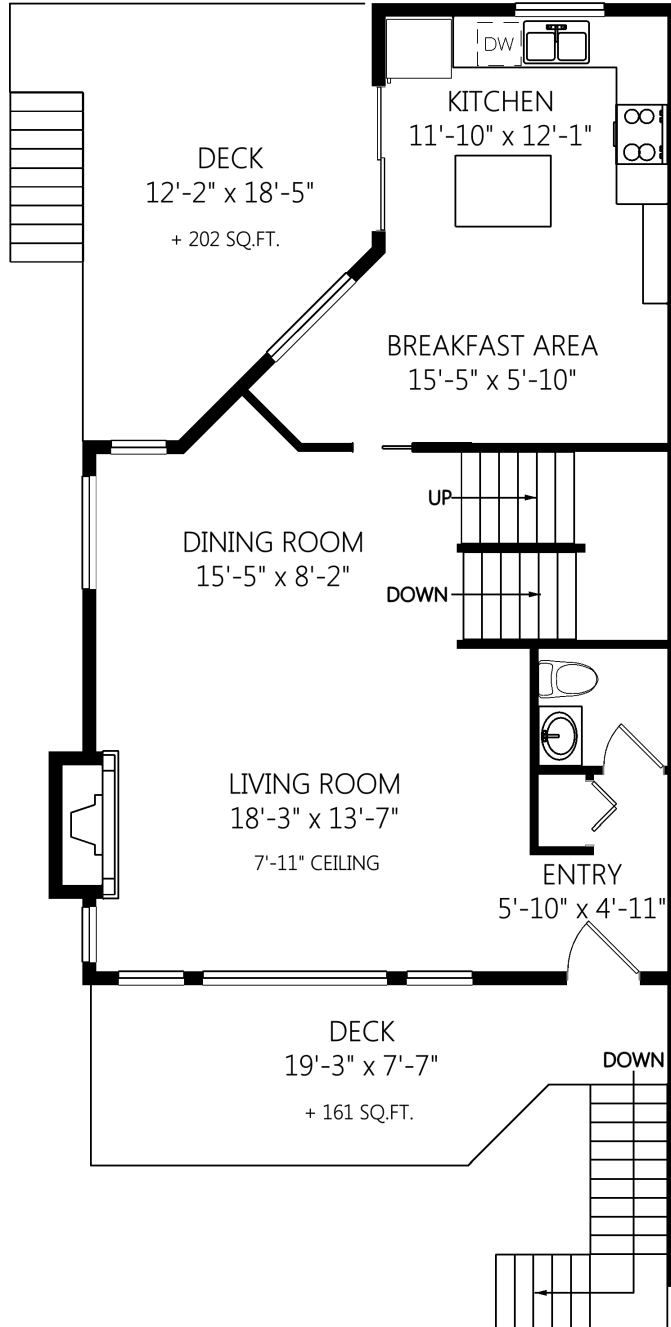 DW
KITCHEN
11'-10" x 12'-1"
DECK
12'-2" x 18'-5"
+ 202 SQ.FT.
BREAKFAST AREA
15'-5" x 5'-10"
UP
DINING ROOM
15'-5" x 8'-2"
DOWN
LIVING ROOM
18'-3" x 13'-7"
7'-11" CEILING
ENTRY
5'-10" x 4'-11"
DECK
19'-3" x 7'-7"
+ 161 SQ.FT.
DOWN